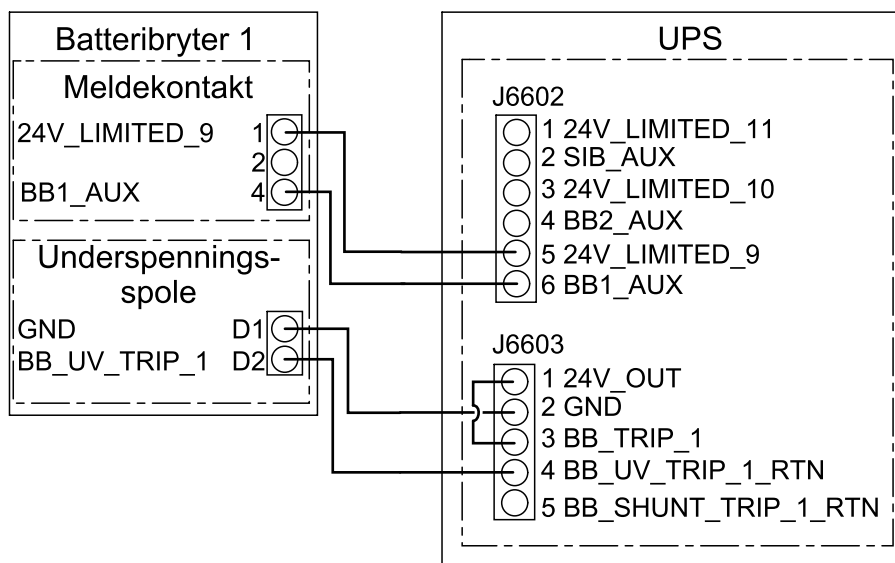 Batteribryter 1
Meldekontakt
24V_LIMITED_9 1
2
BB1_AUX 4
Underspennings-
spole
GND D1
BB_UV_TRIP_1 D2
UPS
J6602
1 24V_LIMITED_11
2 SIB_AUX
3 24V_LIMITED_10
4 BB2_AUX
5 24V_LIMITED_9
6 BB1_AUX
J6603
1 24V_OUT
2 GND
3 BB_TRIP_1
4 BB_UV_TRIP_1_RTN
5 BB_SHUNT_TRIP_1_RTN